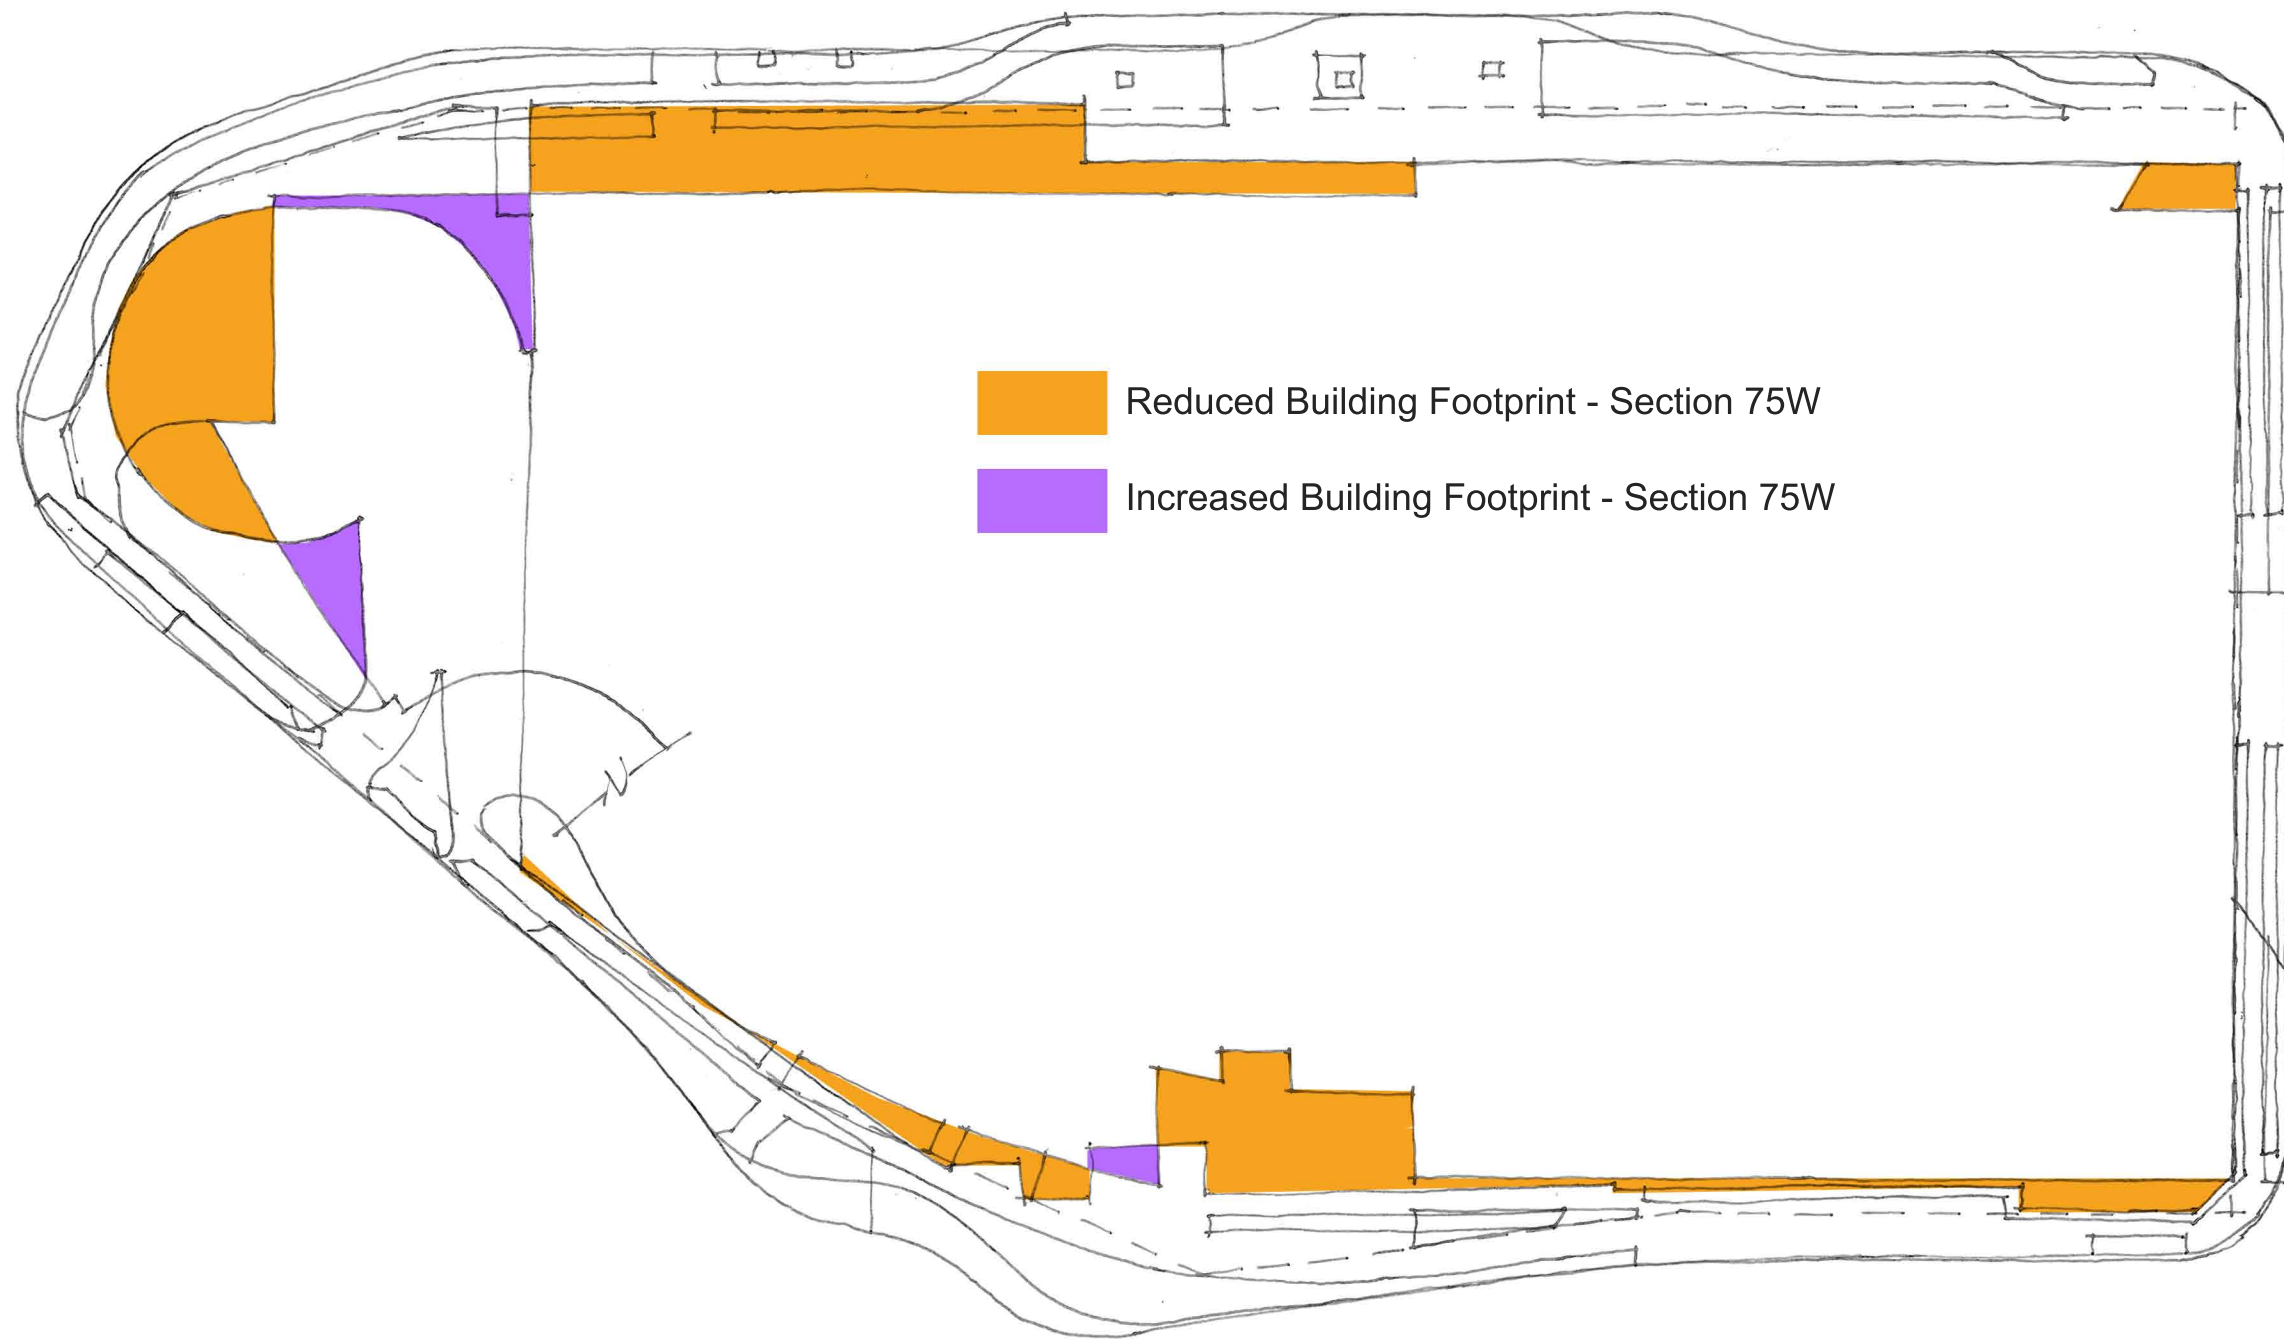 Reduced Building Footprint - Section 75W
Increased Building Footprint - Section 75W
N